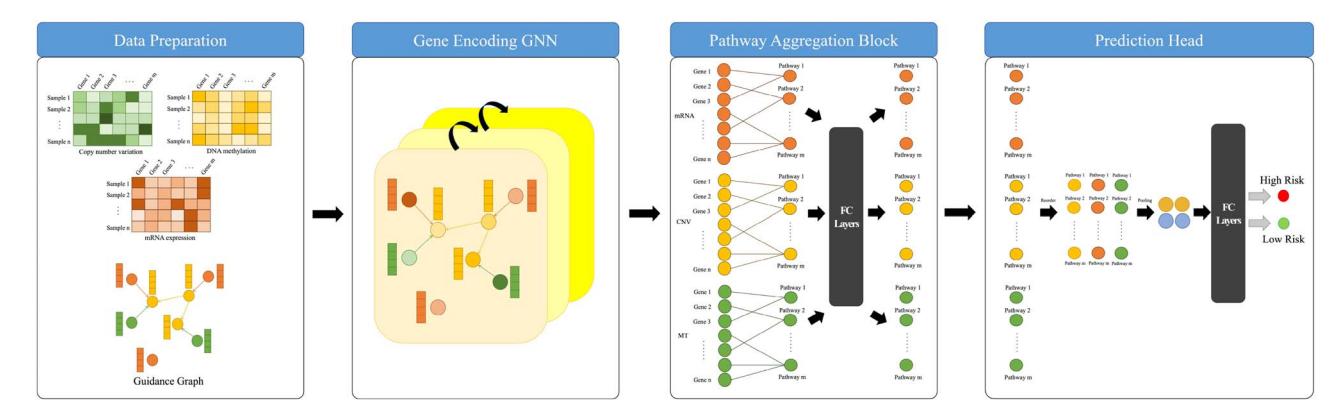 Data Preparation
Gene 1 Gene 2 Gene 3 ... Gene m
Sample 1
Sample 2
Sample n
Copy number variation
Gene 1 Gene 2 Gene 3 ... Gene m
Sample 1
Sample 2
Sample n
DNA methylation
Gene 1 Gene 2 Gene 3 ... Gene m
Sample 1
Sample 2
Sample n
mRNA expression
Guidance Graph
Gene Encoding GNN
Pathway Aggregation Block
Gene 1
Gene 2
Gene 3
mRNA
Gene n
Pathway 1
Pathway 2
Pathway m
Gene 1
Gene 2
Gene 3
CNV
Gene n
Pathway 1
Pathway 2
Pathway m
Gene 1
Gene 2
Gene 3
MT
Gene n
Pathway 1
Pathway 2
Pathway m
FC
Layers
Pathway 1
Pathway 2
Pathway m
Pathway 1
Pathway 2
Pathway m
Pathway 1
Pathway 2
Pathway m
Prediction Head
Pathway 1
Pathway 2
Pathway m
Pathway 1
Pathway 2
Pathway m
Pathway 1
Pathway 2
Pathway m
Reorder
Pathway 1 Pathway 1 Pathway 1
Pathway 2 Pathway 2 Pathway 2
Pathway m Pathway m Pathway m
Pooling
FC
Layers
High Risk
Low Risk